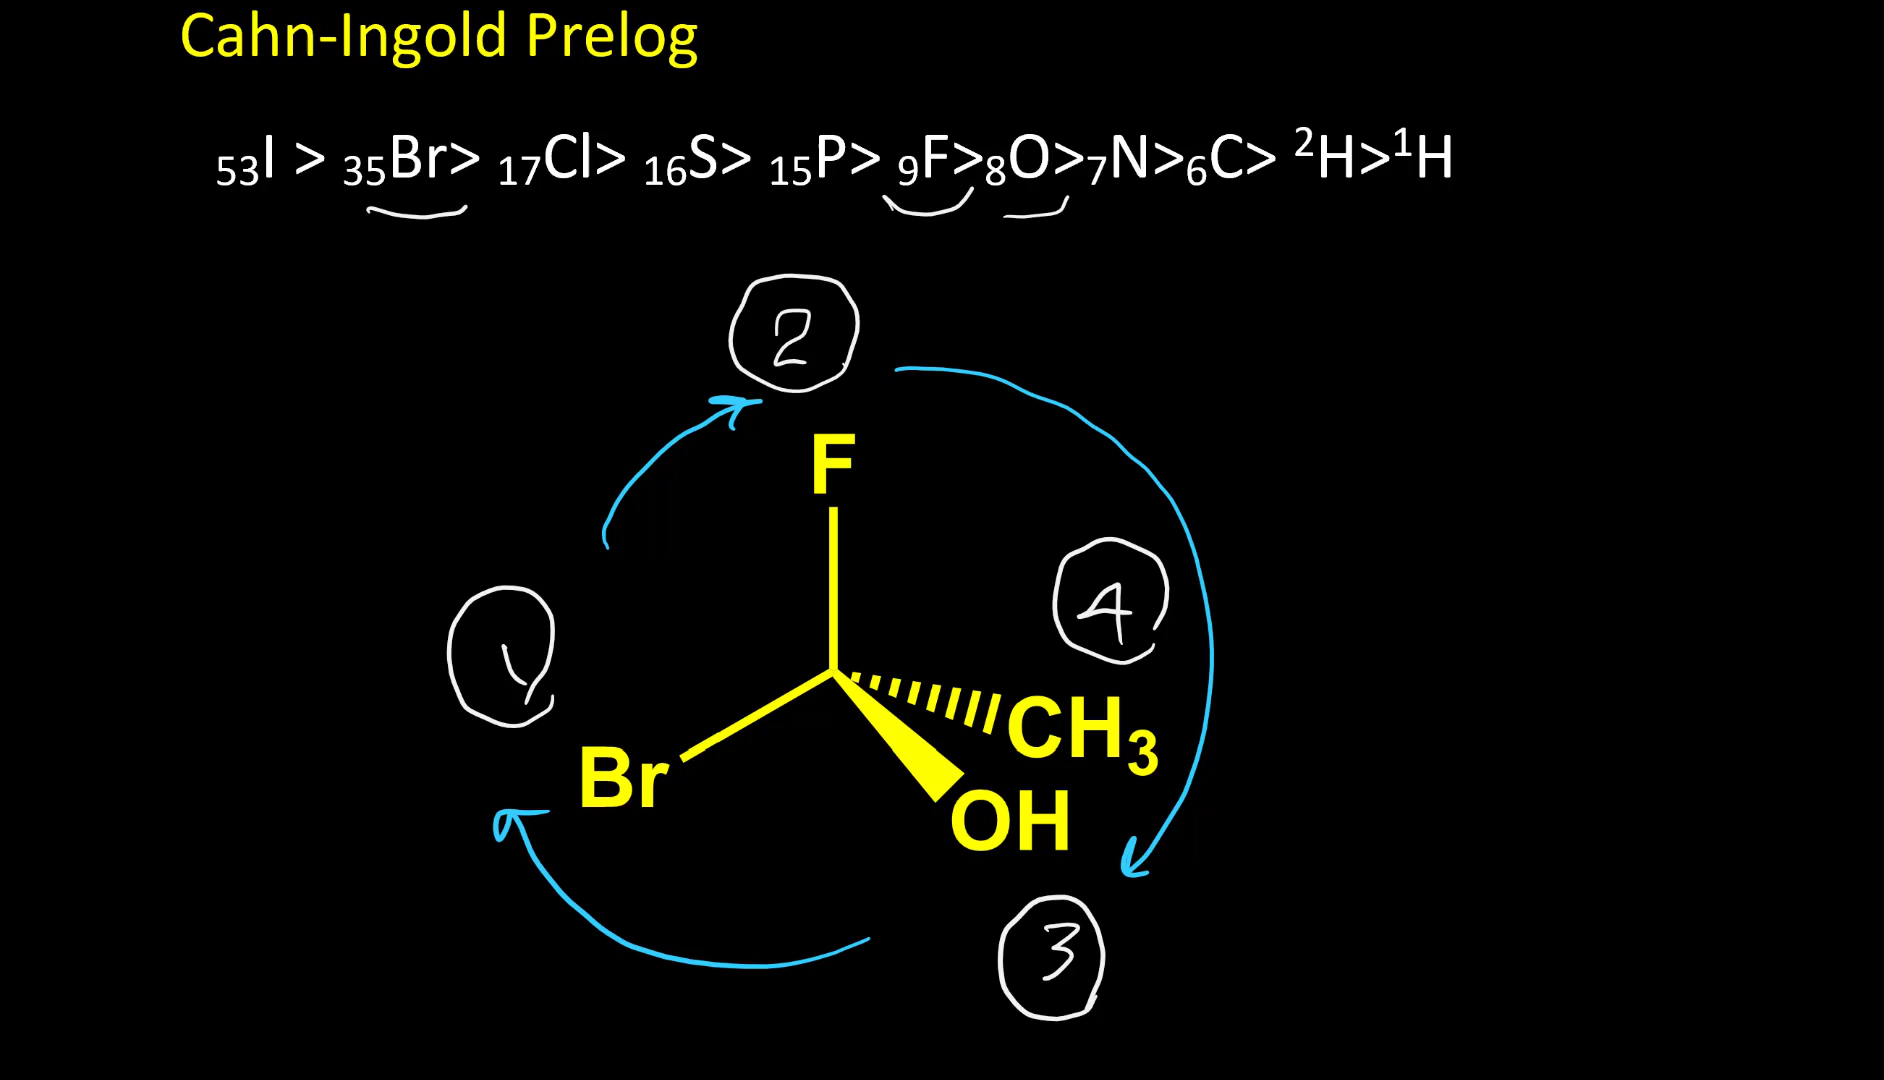 Cahn-Ingold Prelog
₅₃I > ₃₅Br> ₁₇Cl> ₁₆S> ₁₅P> ₉F>₈O>₇N>₆C> ²H>¹H
2
F
4
1
CH₃
Br
OH
3